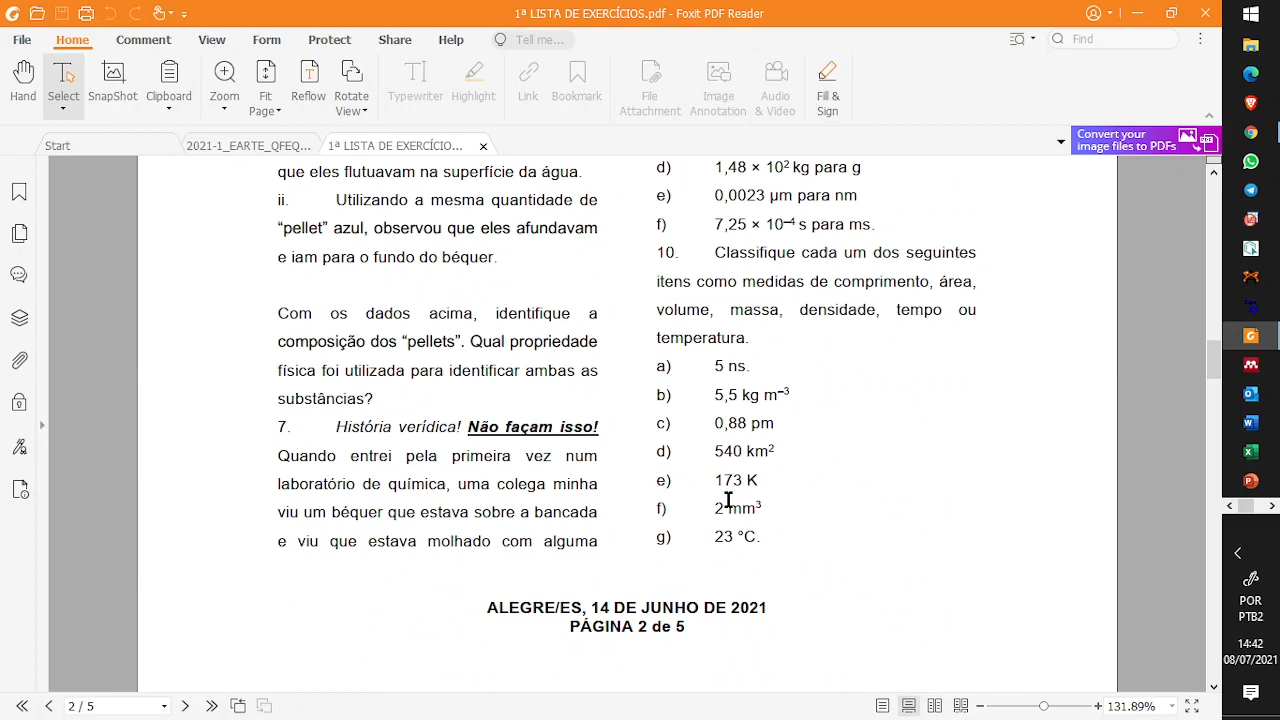 1ª LISTA DE EXERCÍCIOS.pdf - Foxit PDF Reader
File Home Comment View Form Protect Share Help Tell me... Find
Hand Select SnapShot Clipboard Zoom Fit Page Reflow Rotate View Typewriter Highlight Link Bookmark File Attachment Image Annotation Audio & Video Fill & Sign
Start 2021-1_EARTE_QFEQ... 1ª LISTA DE EXERCÍCIO...
Convert your
image files to PDFs
que eles flutuavam na superfície da água.
ii. Utilizando a mesma quantidade de
“pellet” azul, observou que eles afundavam
e iam para o fundo do béquer.
Com os dados acima, identifique a
composição dos “pellets”. Qual propriedade
física foi utilizada para identificar ambas as
substâncias?
7. História verídica! Não façam isso!
Quando entrei pela primeira vez num
laboratório de química, uma colega minha
viu um béquer que estava sobre a bancada
e viu que estava molhado com alguma
d) 1,48 × 10² kg para g
e) 0,0023 μm para nm
f) 7,25 × 10⁻⁴ s para ms.
10. Classifique cada um dos seguintes
itens como medidas de comprimento, área,
volume, massa, densidade, tempo ou
temperatura.
a) 5 ns.
b) 5,5 kg m⁻³
c) 0,88 pm
d) 540 km²
e) 173 K
f) 2 mm³
g) 23 °C.
ALEGRE/ES, 14 DE JUNHO DE 2021
PÁGINA 2 de 5
2 / 5
131.89%
POR
PTB2
14:42
08/07/2021